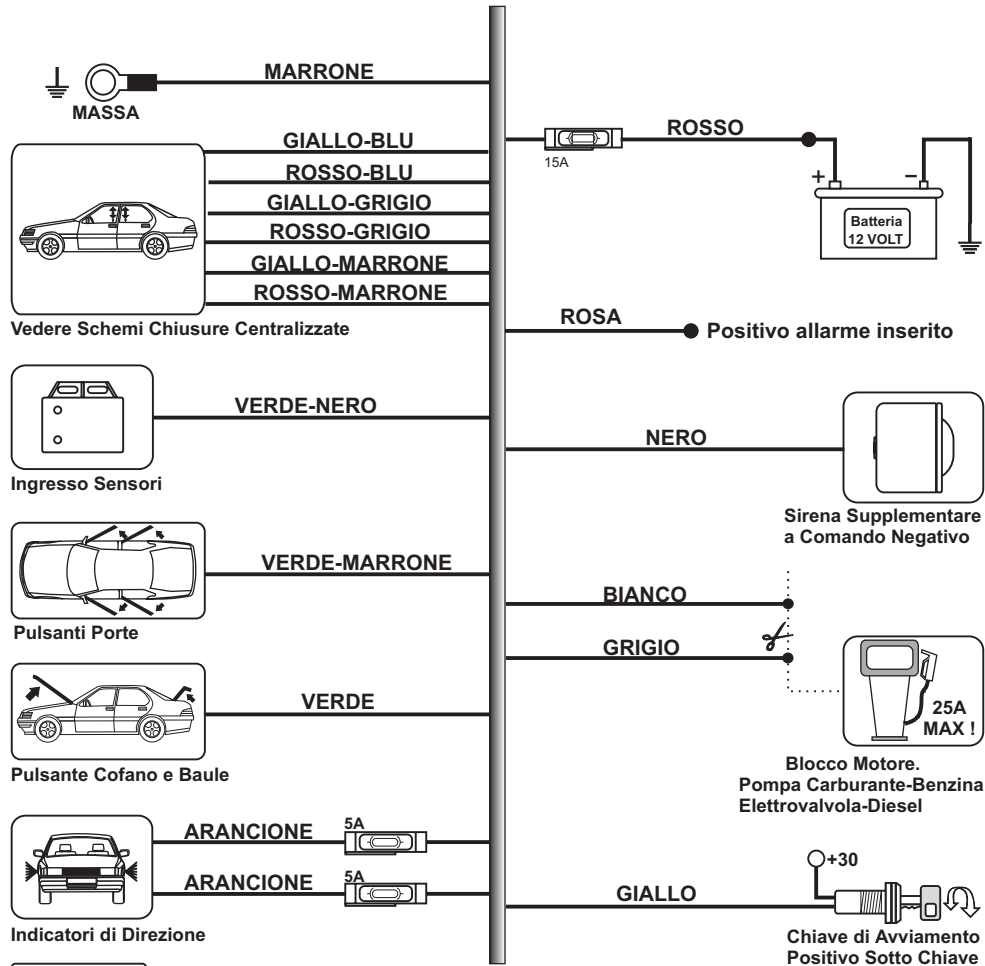 MARRONE
MASSA
GIALLO-BLU
ROSSO-BLU
GIALLO-GRIGIO
ROSSO-GRIGIO
GIALLO-MARRONE
ROSSO-MARRONE
Vedere Schemi Chiusure Centralizzate
VERDE-NERO
Ingresso Sensori
VERDE-MARRONE
Pulsanti Porte
VERDE
Pulsante Cofano e Baule
ARANCIONE
5A
ARANCIONE
5A
Indicatori di Direzione
ROSSO
15A
+
−
Batteria
12 VOLT
ROSA
Positivo allarme inserito
NERO
Sirena Supplementare
a Comando Negativo
BIANCO
GRIGIO
25A
MAX !
Blocco Motore.
Pompa Carburante-Benzina
Elettrovalvola-Diesel
+30
GIALLO
Chiave di Avviamento
Positivo Sotto Chiave